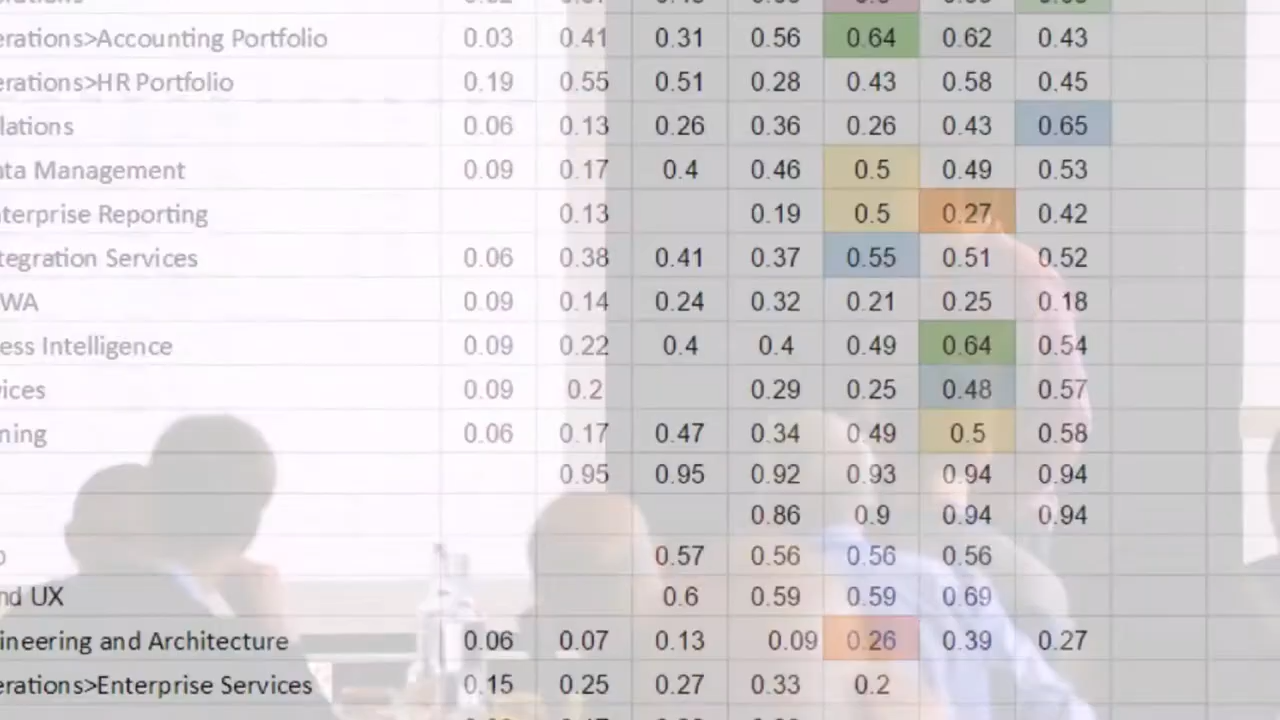 erations>Accounting Portfolio 0.03 0.41 0.31 0.56 0.64 0.62 0.43
erations>HR Portfolio 0.19 0.55 0.51 0.28 0.43 0.58 0.45
lations 0.06 0.13 0.26 0.36 0.26 0.43 0.65
ata Management 0.09 0.17 0.4 0.46 0.5 0.49 0.53
nterprise Reporting 0.13 0.19 0.5 0.27 0.42
ntegration Services 0.06 0.38 0.41 0.37 0.55 0.51 0.52
WA 0.09 0.14 0.24 0.32 0.21 0.25 0.18
ess Intelligence 0.09 0.22 0.4 0.4 0.49 0.64 0.54
vices 0.09 0.2 0.29 0.25 0.48 0.57
ning 0.06 0.17 0.47 0.34 0.49 0.5 0.58
0.95 0.95 0.92 0.93 0.94 0.94
0.86 0.9 0.94 0.94
0.57 0.56 0.56 0.56
nd UX 0.6 0.59 0.59 0.69
ineering and Architecture 0.06 0.07 0.13 0.09 0.26 0.39 0.27
erations>Enterprise Services 0.15 0.25 0.27 0.33 0.2